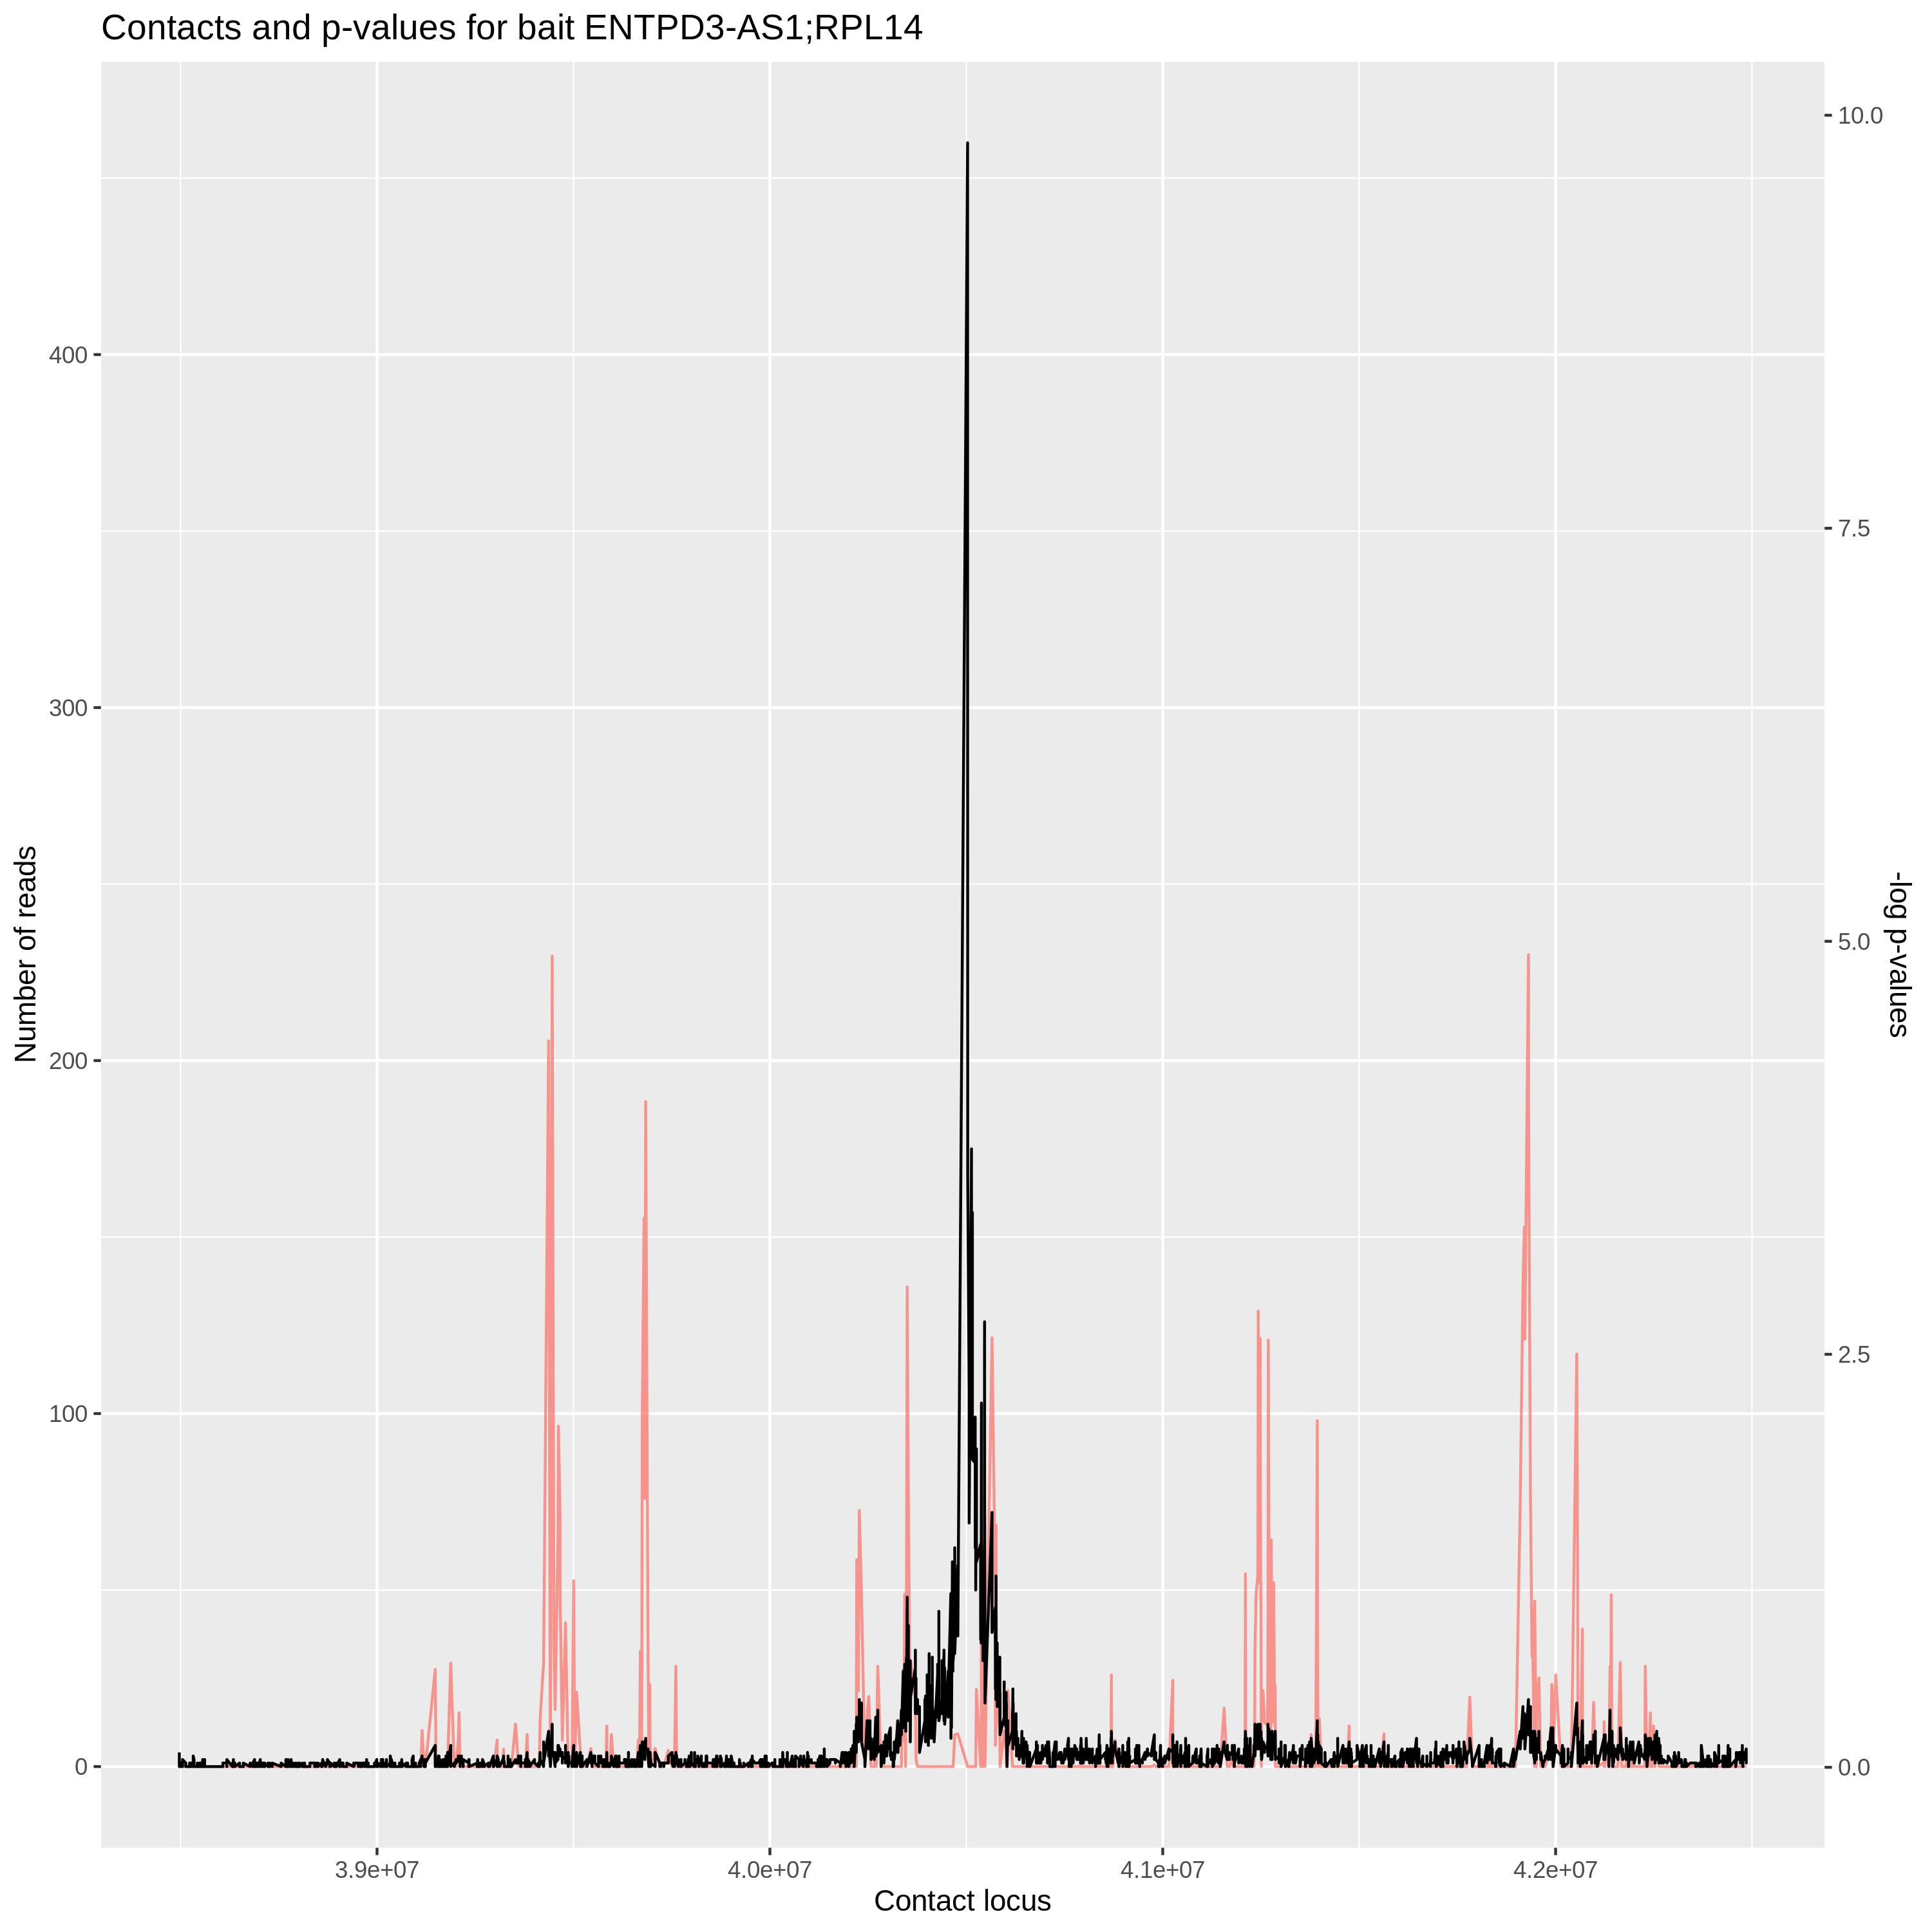 Contacts and p-values for bait ENTPD3-AS1;RPL14
10.0
400
7.5
300
Number of reads
5.0
-log p-values
200
2.5
100
0
0.0
3.9e+07 4.0e+07 4.1e+07 4.2e+07
Contact locus